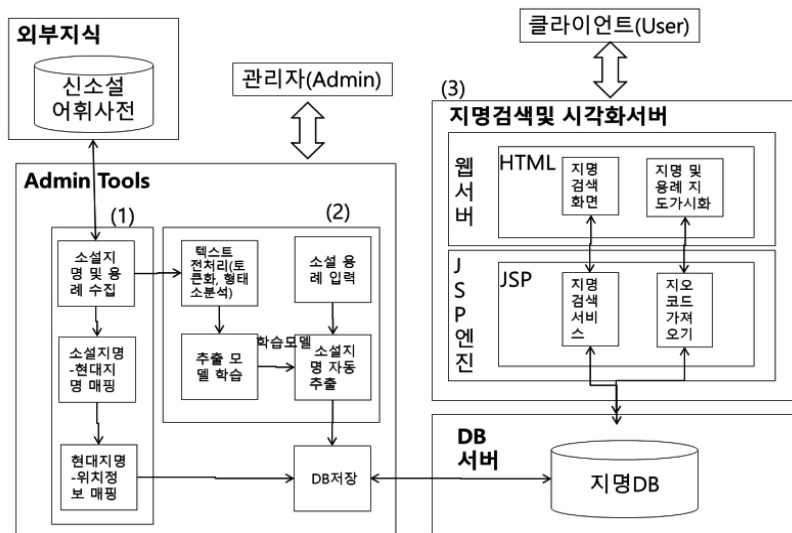 외부지식
신소설
어휘사전
관리자(Admin)
클라이언트(User)
Admin Tools
(1)
소설지
명 및 용
례 수집
소설지명
-현대지
명 매핑
현대지명
-위치정
보 매핑
(2)
텍스트
전처리(토
큰화, 형태
소분석)
소설 용
례 입력
추출 모
델 학습
학습모델
소설지
명 자동
추출
DB저장
(3)
지명검색및 시각화서버
웹
서
버
HTML
지명
검색
화면
지명 및
용례 지
도가시화
J
S
P
엔
진
JSP
지명
검색
서비
스
지오
코드
가져
오기
DB
서버
지명DB